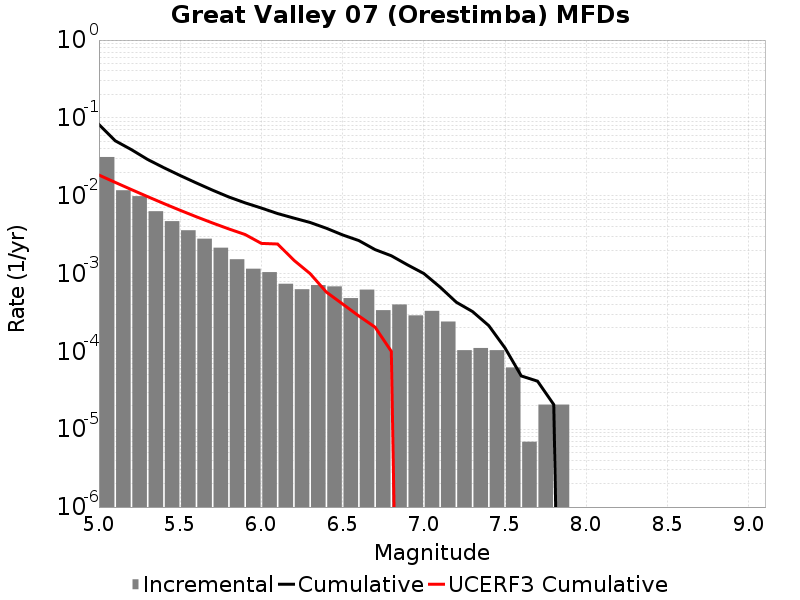 Great Valley 07 (Orestimba) MFDs
Rate (1/yr)
10^0
10^-1
10^-2
10^-3
10^-4
10^-5
10^-6
5.0 5.5 6.0 6.5 7.0 7.5 8.0 8.5 9.0
Magnitude
Incremental Cumulative UCERF3 Cumulative